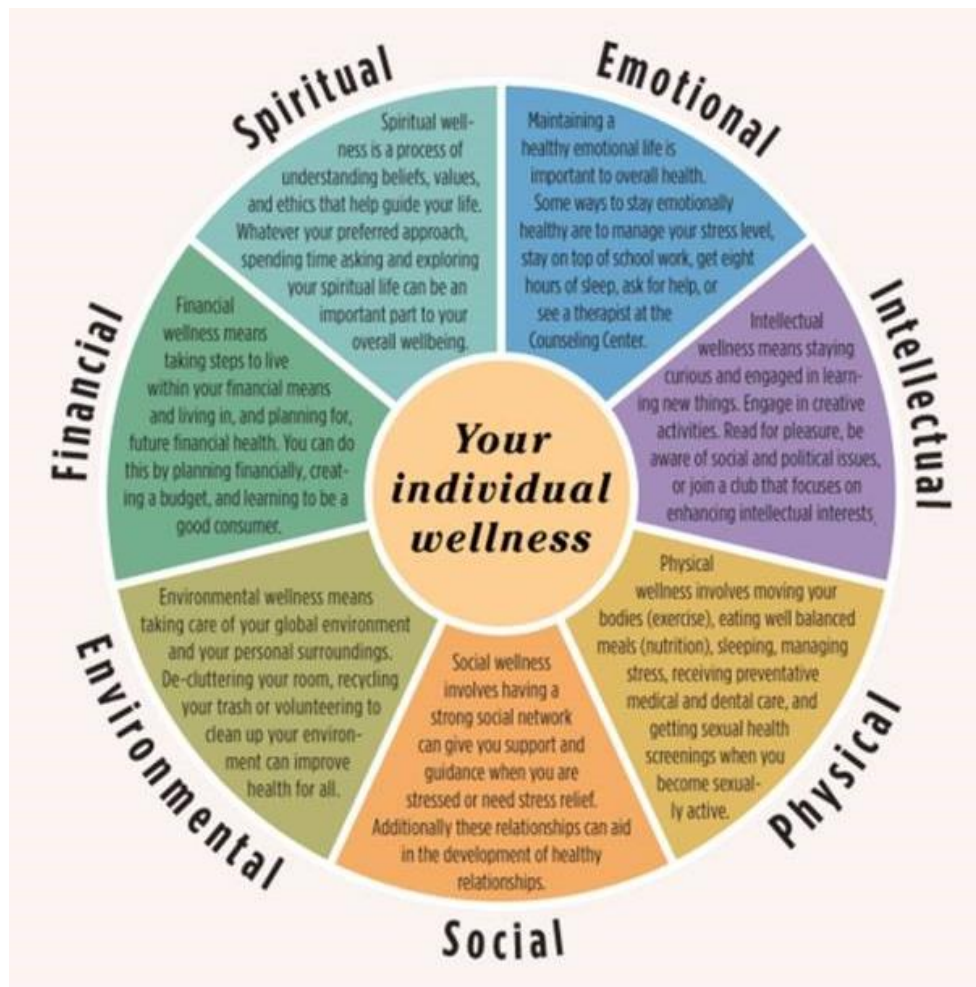 Spiritual
Spiritual well-
ness is a process of
understanding beliefs, values,
and ethics that help guide your life.
Whatever your preferred approach,
spending time asking and exploring
your spiritual life can be an
important part to your
overall wellbeing.
Emotional
Maintaining a
healthy emotional life is
important to overall health.
Some ways to stay emotionally
healthy are to manage your stress level,
stay on top of school work, get eight
hours of sleep, ask for help, or
see a therapist at the
Counseling Center.
Intellectual
Intellectual
wellness means staying
curious and engaged in learn-
ing new things. Engage in creative
activities. Read for pleasure, be
aware of social and political issues,
or join a club that focuses on
enhancing intellectual interests.
Physical
Physical
wellness involves moving your
bodies (exercise), eating well balanced
meals (nutrition), sleeping, managing
stress, receiving preventative
medical and dental care, and
getting sexual health
screenings when you
become sexual-
ly active.
Social
Social wellness
involves having a
strong social network
can give you support and
guidance when you are
stressed or need stress relief.
Additionally these relationships can aid
in the development of healthy
relationships.
Environmental
Environmental wellness means
taking care of your global environment
and your personal surroundings.
De-cluttering your room, recycling
your trash or volunteering to
clean up your environ-
ment can improve
health for all.
Financial
Financial
wellness means
taking steps to live
within your financial means
and living in, and planning for,
future financial health. You can do
this by planning financially, creat-
ing a budget, and learning to be a
good consumer.
Your
individual
wellness